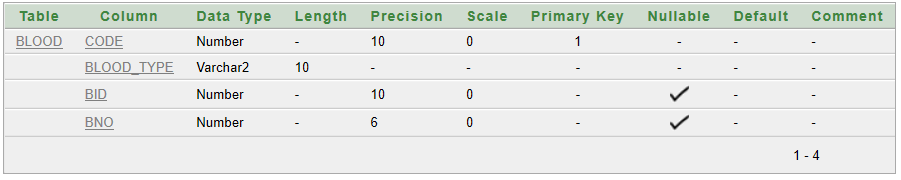 Table Column Data Type Length Precision Scale Primary Key Nullable Default Comment
BLOOD CODE Number - 10 0 1 - - -
BLOOD_TYPE Varchar2 10 - - - - - -
BID Number - 10 0 - - -
BNO Number - 6 0 - - -
1 - 4